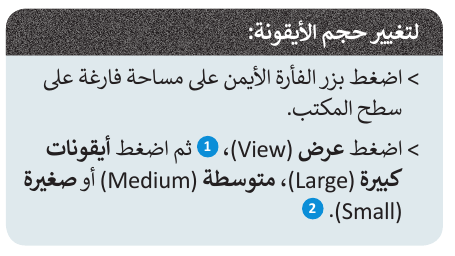 لتغيير حجم الأيقونة:
> اضغط بزر الفأرة الأيمن على مساحة فارغة على
سطح المكتب.
> اضغط عرض (View)، 1 ثم اضغط أيقونات
كبيرة (Large)، متوسطة (Medium) أو صغيرة
(Small). 2